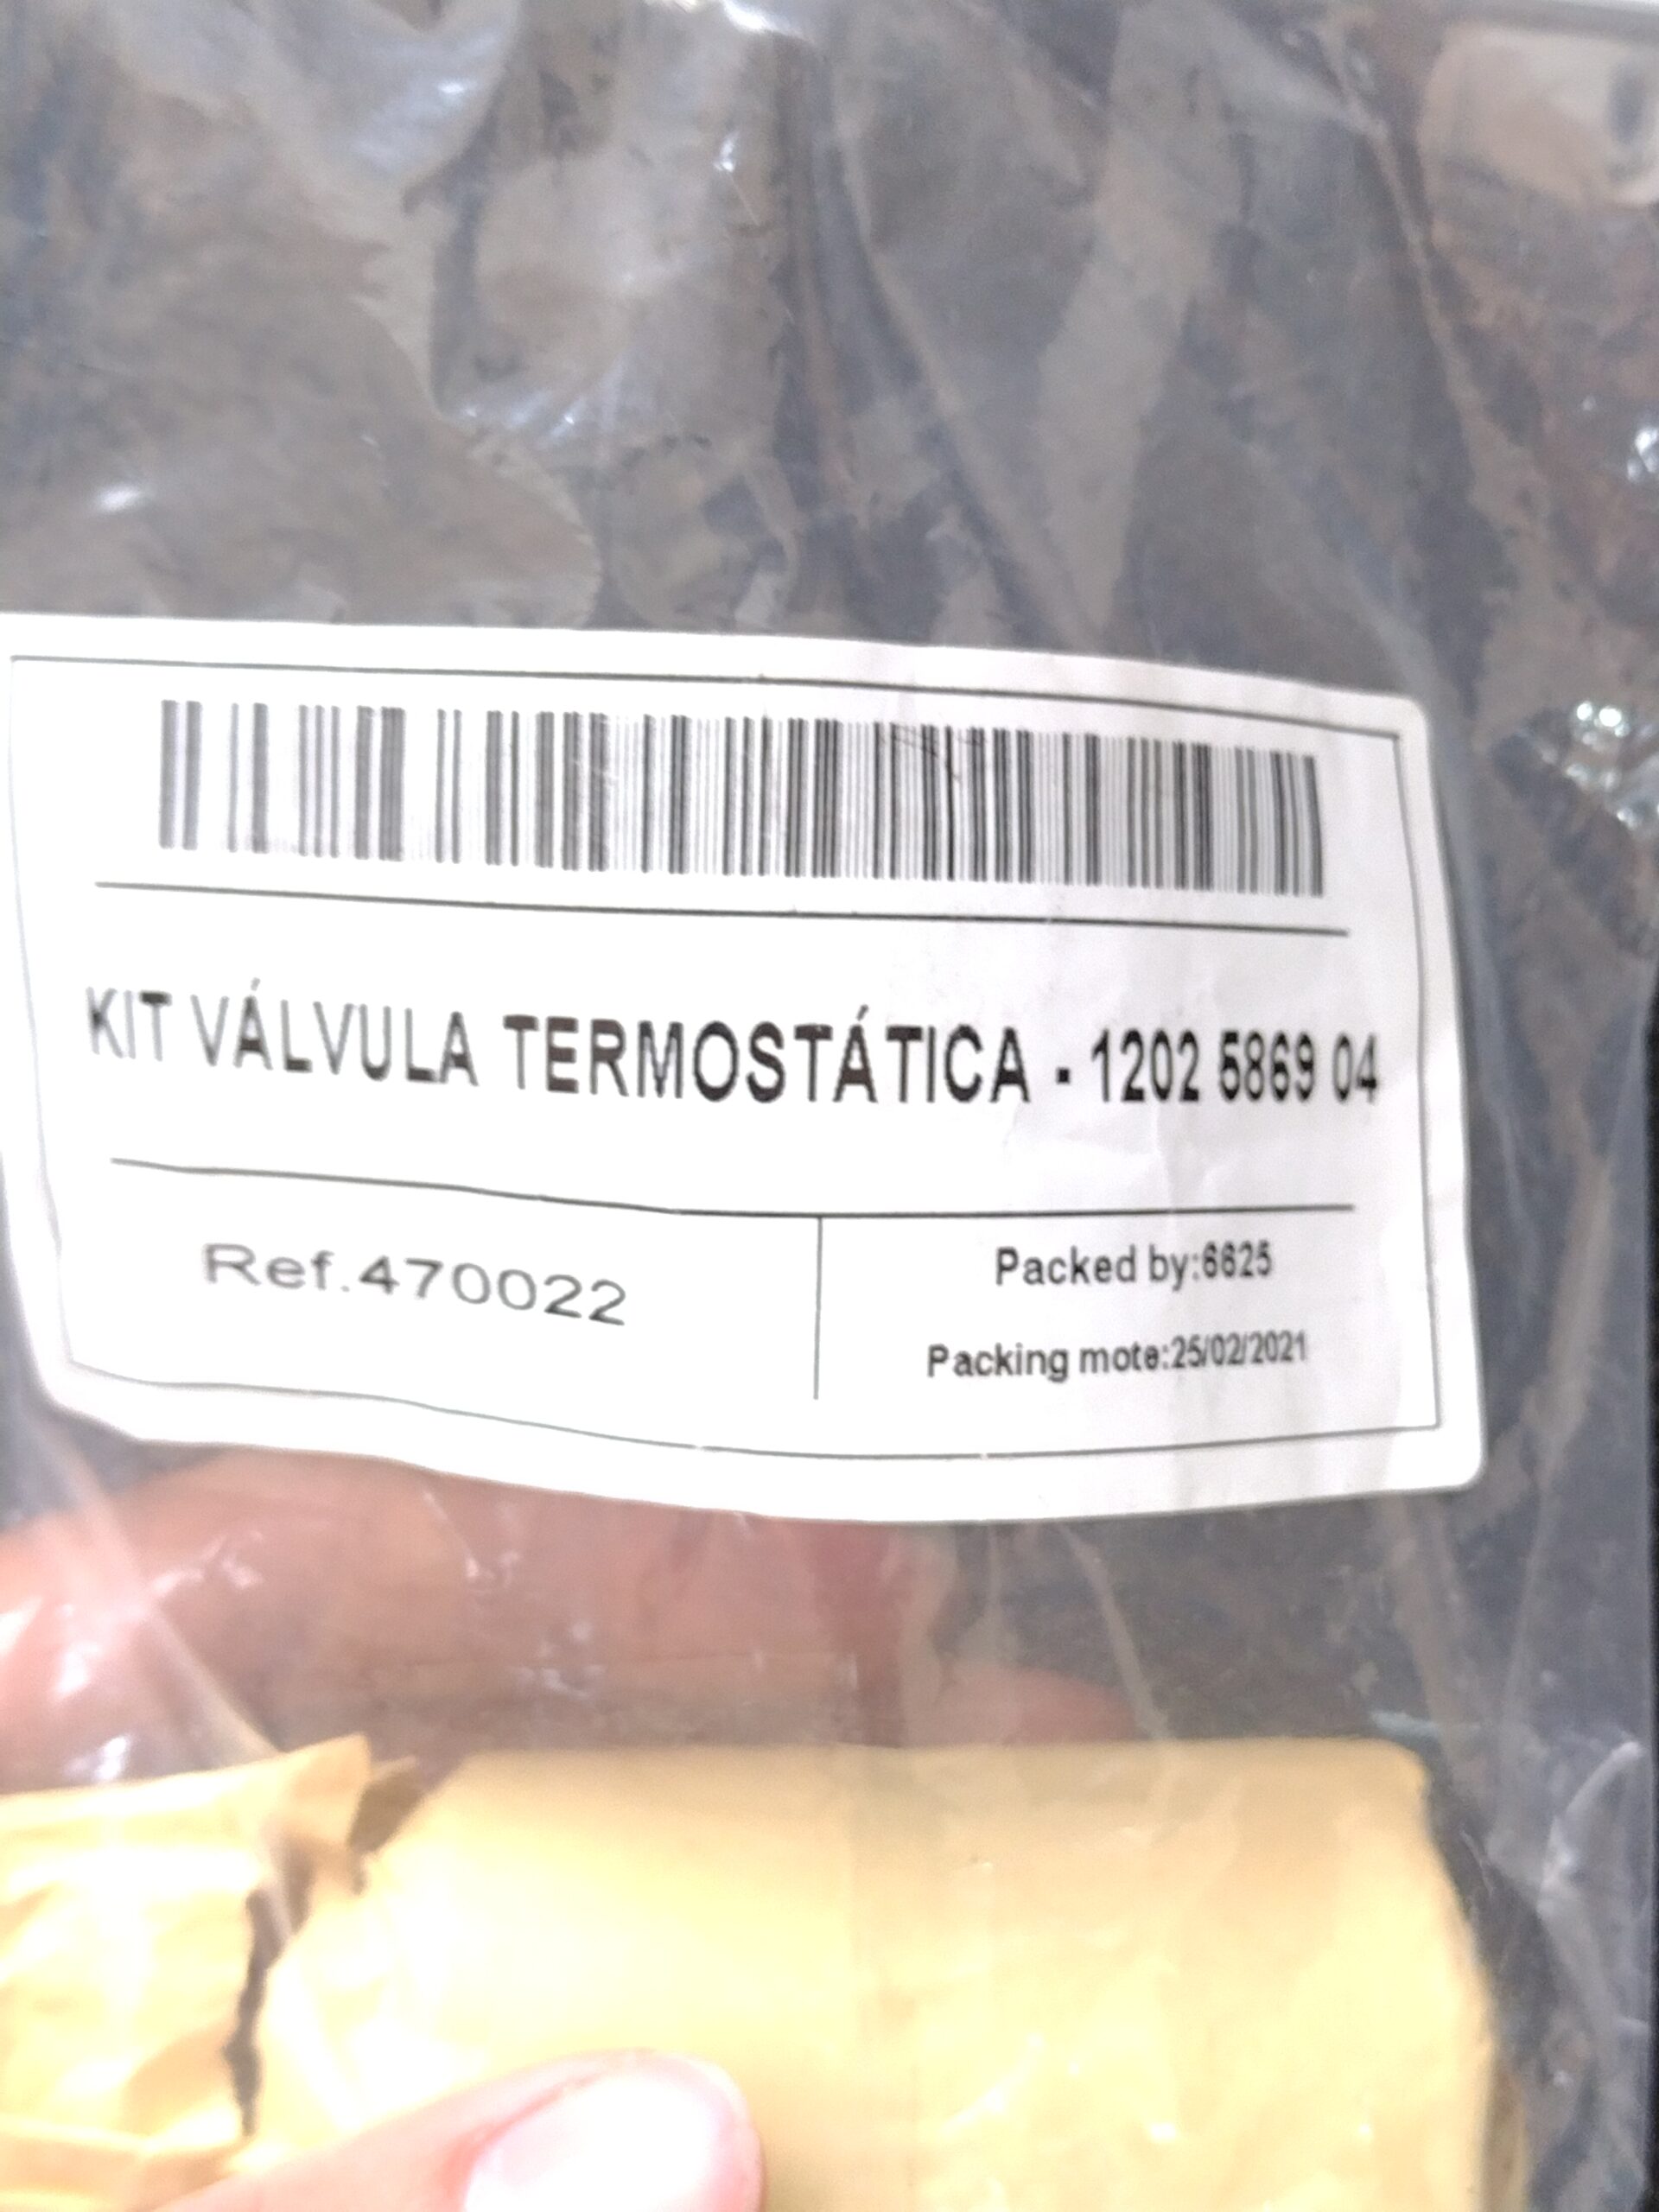 KIT VÁLVULA TERMOSTÁTICA - 1202 5869 04
Ref.470022
Packed by:6625
Packing mote:25/02/2021